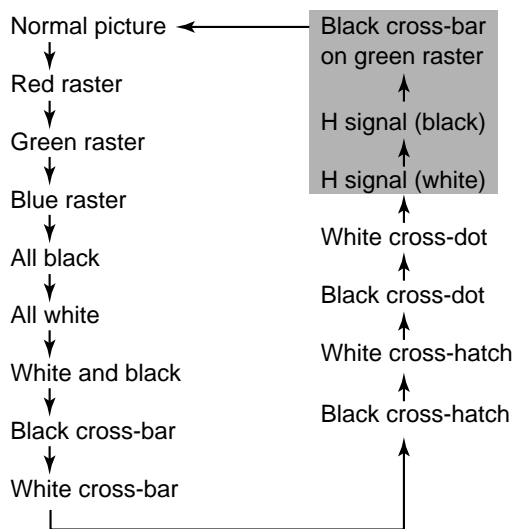 Normal picture
Red raster
Green raster
Blue raster
All black
All white
White and black
Black cross-bar
White cross-bar
Black cross-hatch
White cross-hatch
Black cross-dot
White cross-dot
H signal (white)
H signal (black)
Black cross-bar
on green raster